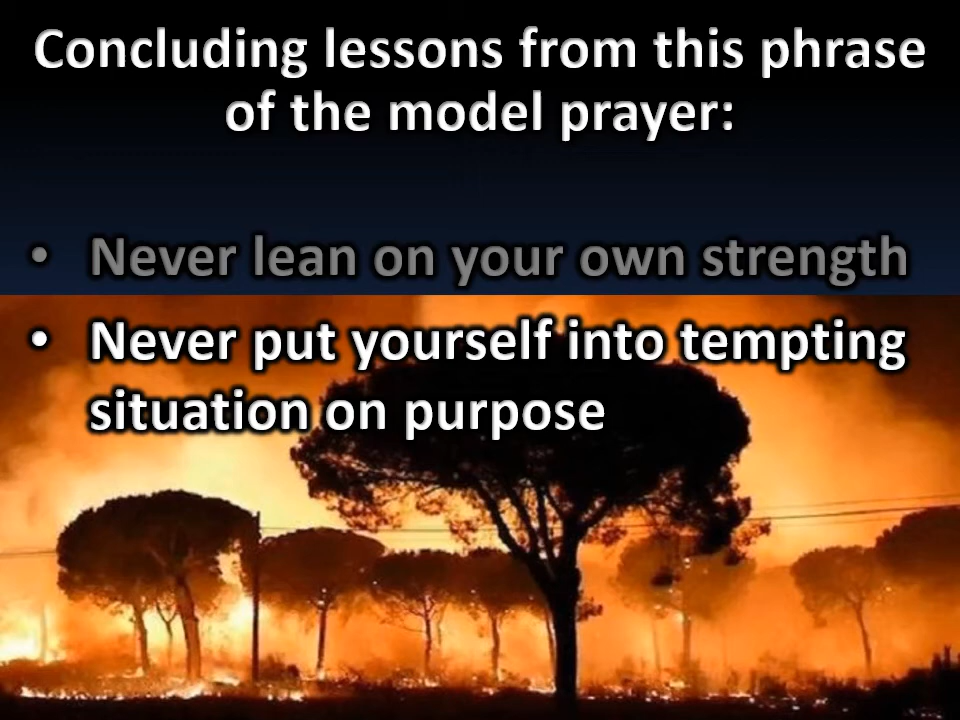 Concluding lessons from this phrase
of the model prayer:
• Never lean on your own strength
• Never put yourself into tempting
situation on purpose